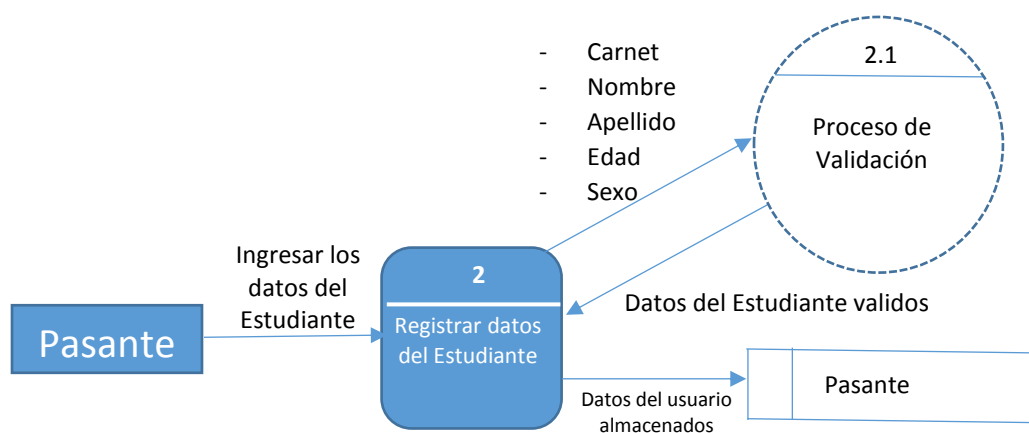 - Carnet
- Nombre
- Apellido
- Edad
- Sexo
2.1
Proceso de
Validación
Ingresar los
datos del
Estudiante
Pasante
2
Registrar datos
del Estudiante
Datos del Estudiante validos
Datos del usuario
almacenados
Pasante